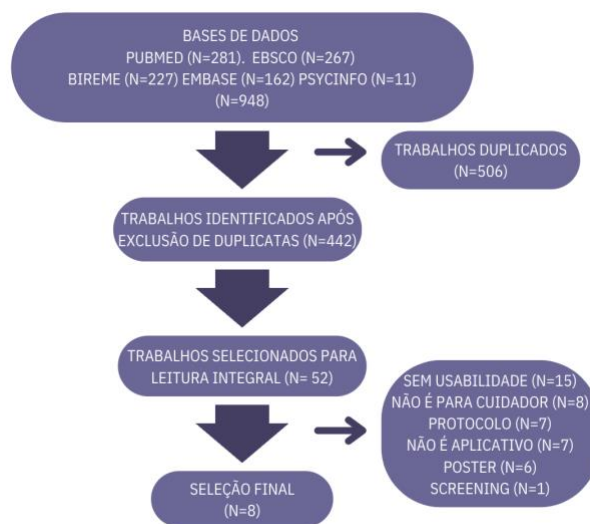 BASES DE DADOS
PUBMED (N=281). EBSCO (N=267)
BIREME (N=227) EMBASE (N=162) PSYCINFO (N=11)
(N=948)
TRABALHOS DUPLICADOS
(N=506)
TRABALHOS IDENTIFICADOS APÓS
EXCLUSÃO DE DUPLICATAS (N=442)
TRABALHOS SELECIONADOS PARA
LEITURA INTEGRAL (N= 52)
SEM USABILIDADE (N=15)
NÃO É PARA CUIDADOR (N=8)
PROTOCOLO (N=7)
NÃO É APLICATIVO (N=7)
POSTER (N=6)
SCREENING (N=1)
SELEÇÃO FINAL
(N=8)